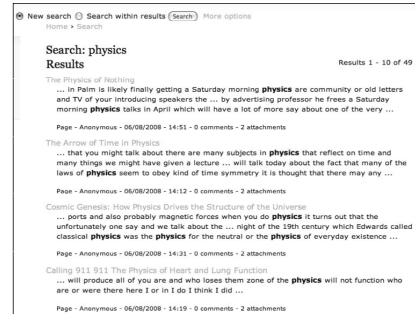 New search Search within results Search More options
Home > Search
Search: physics
Results
Results 1 - 10 of 49
The Physics of Nothing
... in Palm is likely finally getting a Saturday morning physics are community or old letters
and TV of your introducing speakers the ... by advertising professor he frees a Saturday
morning physics talks in April which will have a lot of more say about one of the very ...
Page - Anonymous - 06/08/2008 - 14:51 - 0 comments - 2 attachments
The Arrow of Time in Physics
... that you might talk about there are many subjects in physics that reflect on time and
many things we might have given a lecture ... will talk today about the fact that many of the
laws of physics seem to obey kind of time symmetry it is thought that there may any ...
Page - Anonymous - 06/08/2008 - 14:12 - 0 comments - 2 attachments
Cosmic Genesis: How Physics Drives the Structure of the Universe
... ports and also probably magnetic forces when you do physics it turns out that the
unfortunately one say and we talk about the ... night of the 19th century which Edwards called
classical physics was the physics for the neutral or the physics of everyday existence ...
Page - Anonymous - 06/08/2008 - 14:31 - 0 comments - 2 attachments
Calling 911 911 The Physics of Heart and Lung Function
... will produce all of you are and who loses them zone of the physics will not function who
are or were there here I or in I do I think I did ...
Page - Anonymous - 06/08/2008 - 14:19 - 0 comments - 2 attachments